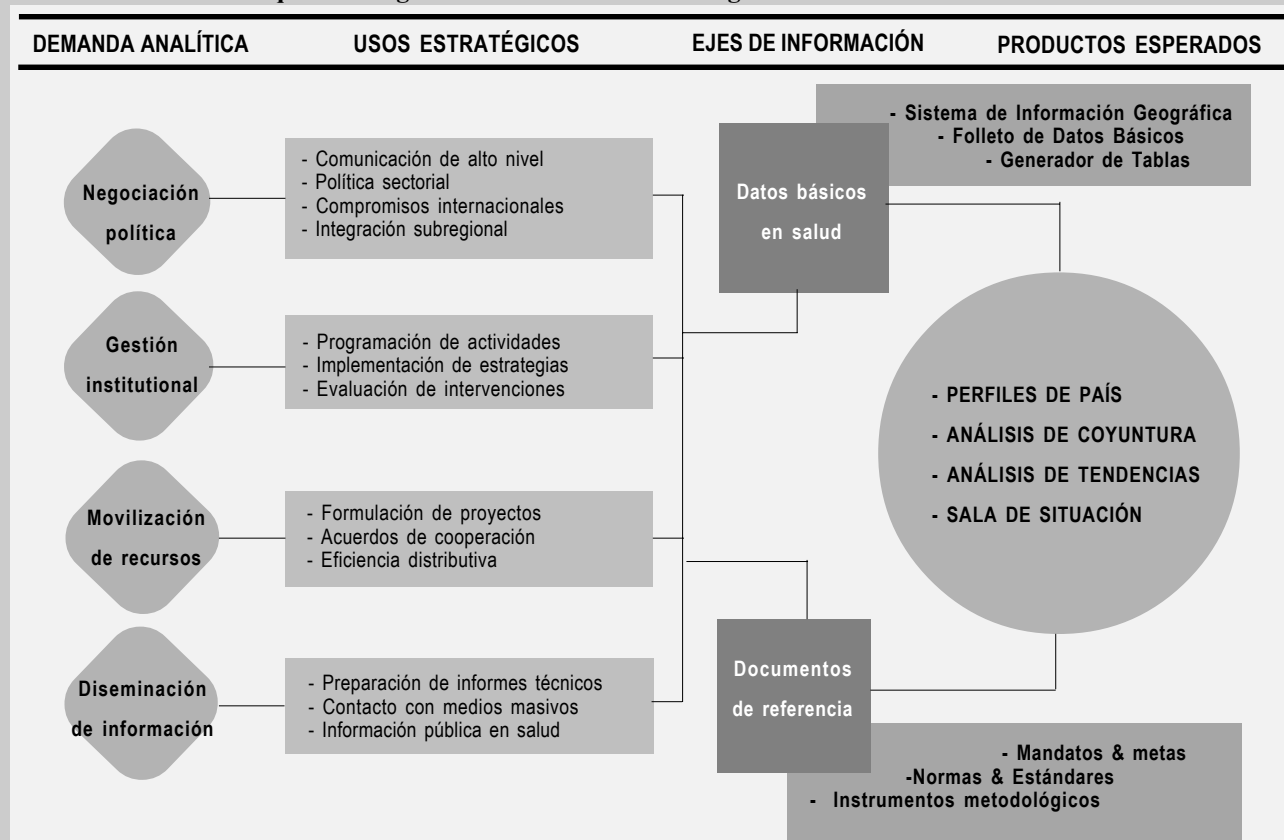 DEMANDA ANALÍTICA
USOS ESTRATÉGICOS
EJES DE INFORMACIÓN
PRODUCTOS ESPERADOS
Negociación
política
- Comunicación de alto nivel
- Política sectorial
- Compromisos internacionales
- Integración subregional
Datos básicos
en salud
- Sistema de Información Geográfica
- Folleto de Datos Básicos
- Generador de Tablas
Gestión
institutional
- Programación de actividades
- Implementación de estrategias
- Evaluación de intervenciones
- PERFILES DE PAÍS
- ANÁLISIS DE COYUNTURA
- ANÁLISIS DE TENDENCIAS
- SALA DE SITUACIÓN
Movilización
de recursos
- Formulación de proyectos
- Acuerdos de cooperación
- Eficiencia distributiva
Diseminación
de información
- Preparación de informes técnicos
- Contacto con medios masivos
- Información pública en salud
Documentos
de referencia
- Mandatos & metas
-Normas & Estándares
- Instrumentos metodológicos